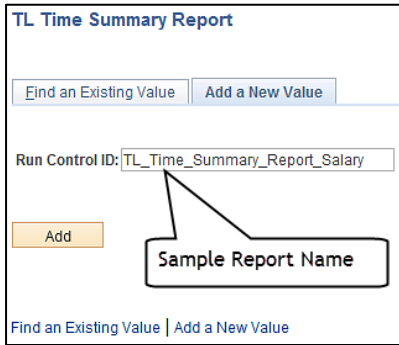 TL Time Summary Report
Find an Existing Value
Add a New Value
Run Control ID: TL_Time_Summary_Report_Salary
Add
Sample Report Name
Find an Existing Value | Add a New Value